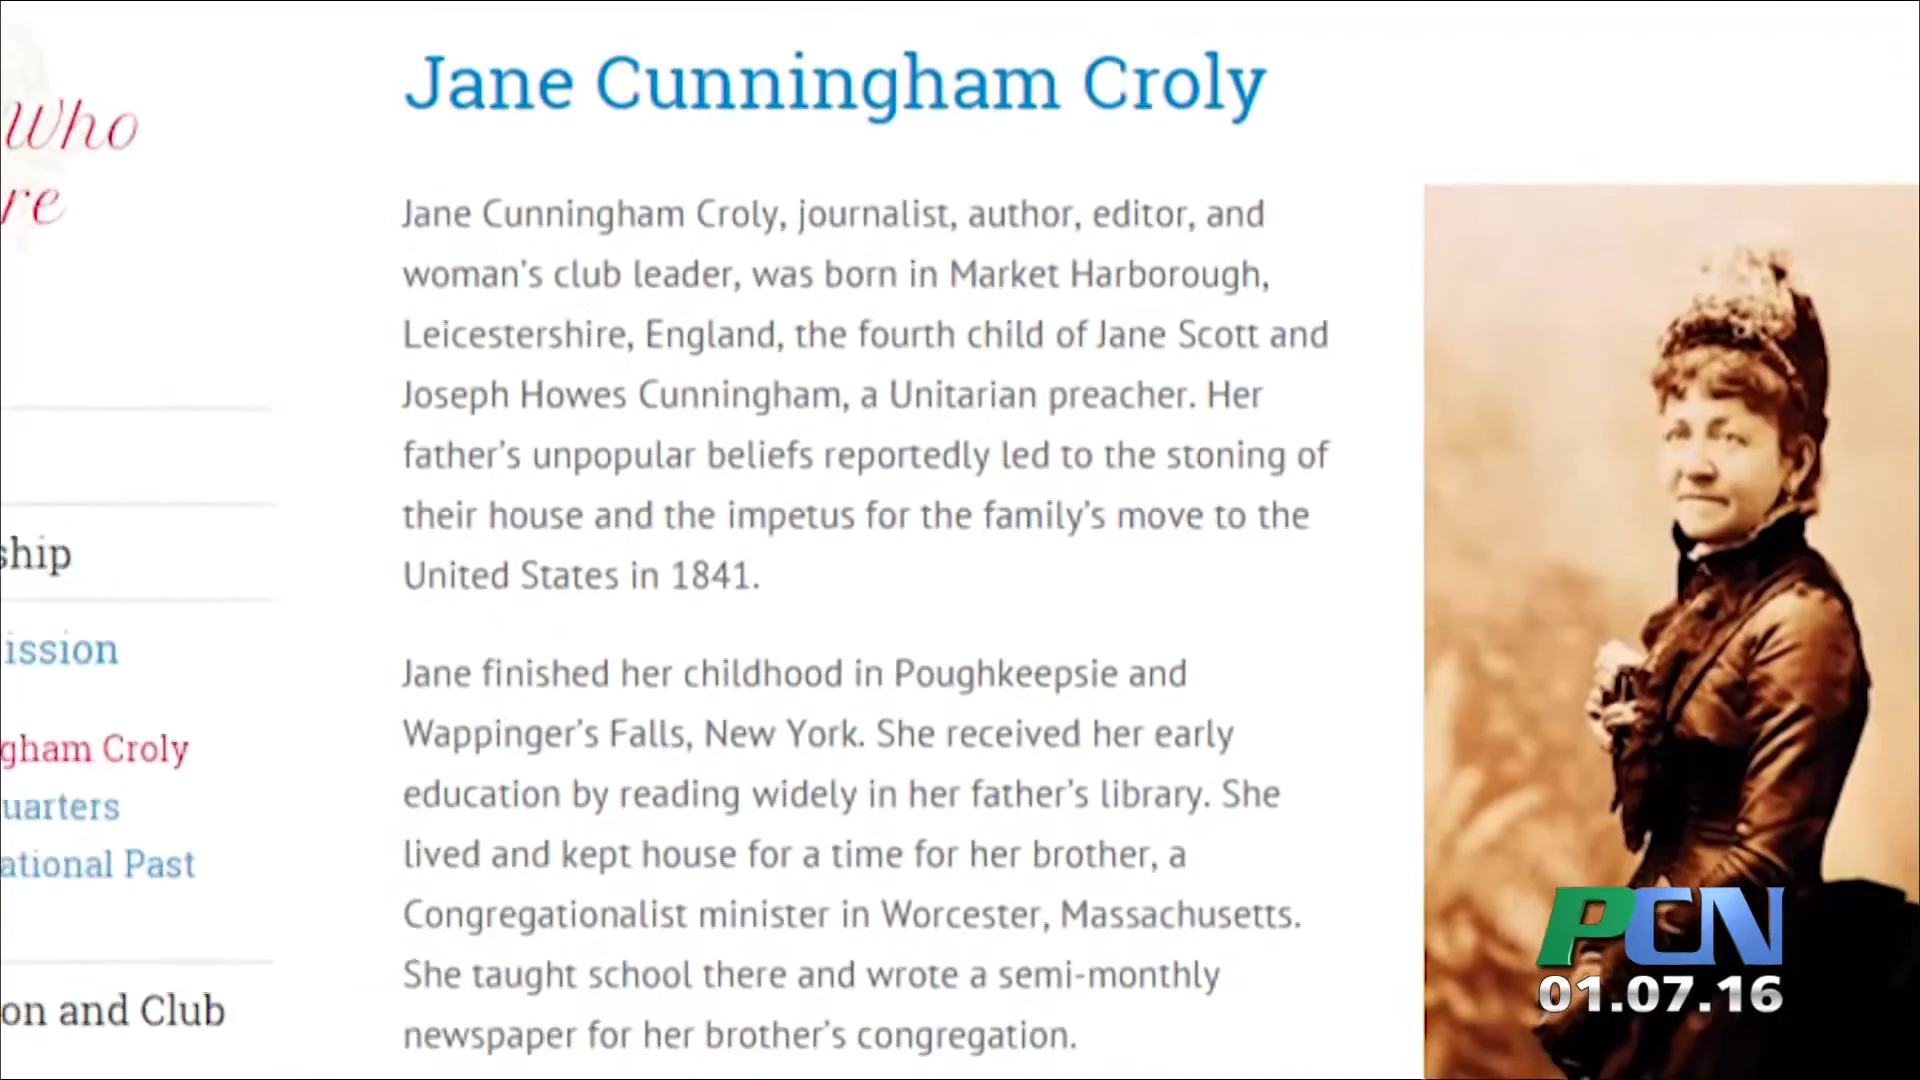 Who
re
ship
ission
gham Croly
uarters
ational Past
on and Club
Jane Cunningham Croly
Jane Cunningham Croly, journalist, author, editor, and
woman's club leader, was born in Market Harborough,
Leicestershire, England, the fourth child of Jane Scott and
Joseph Howes Cunningham, a Unitarian preacher. Her
father's unpopular beliefs reportedly led to the stoning of
their house and the impetus for the family's move to the
United States in 1841.
Jane finished her childhood in Poughkeepsie and
Wappinger's Falls, New York. She received her early
education by reading widely in her father's library. She
lived and kept house for a time for her brother, a
Congregationalist minister in Worcester, Massachusetts.
She taught school there and wrote a semi-monthly
newspaper for her brother's congregation.
PCN
01.07.16